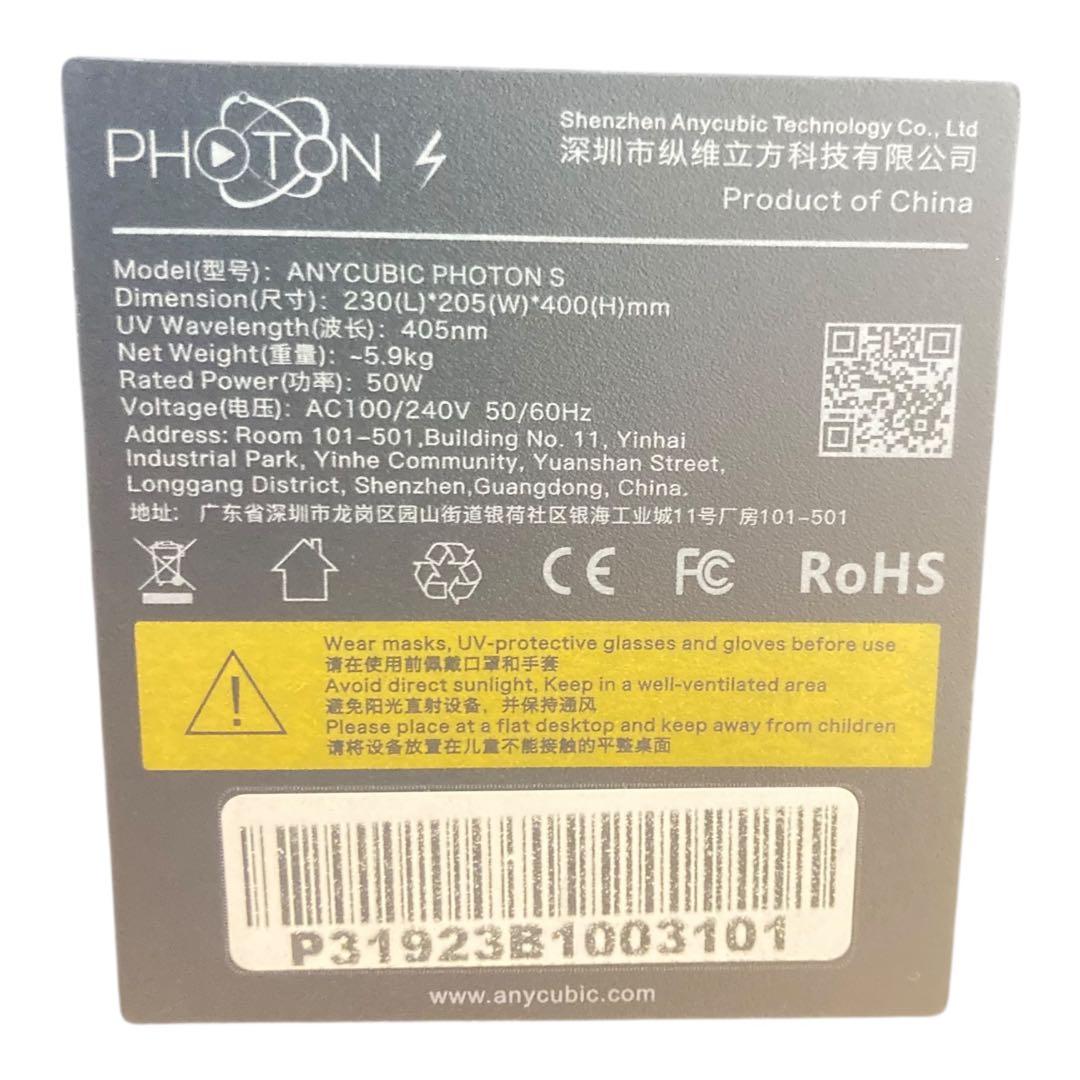 PHOTON
Shenzhen Anycubic Technology Co., Ltd
深圳市纵维立方科技有限公司
Product of China
Model(型号): ANYCUBIC PHOTON S
Dimension(尺寸): 230(L)*205(W)*400(H)mm
UV Wavelength(波长): 405nm
Net Weight(重量): ~5.9kg
Rated Power(功率): 50W
Voltage(电压): AC100/240V 50/60Hz
Address: Room 101-501,Building No. 11, Yinhai
Industrial Park, Yinhe Community, Yuanshan Street,
Longgang District, Shenzhen,Guangdong, China.
地址: 广东省深圳市龙岗区园山街道银荷社区银海工业城11号厂房101-501
CE FC RoHS
Wear masks, UV-protective glasses and gloves before use
请在使用前佩戴口罩和手套
Avoid direct sunlight, Keep in a well-ventilated area
避免阳光直射设备，并保持通风
Please place at a flat desktop and keep away from children
请将设备放置在儿童不能接触的平整桌面
P31923B1003101
www.anycubic.com